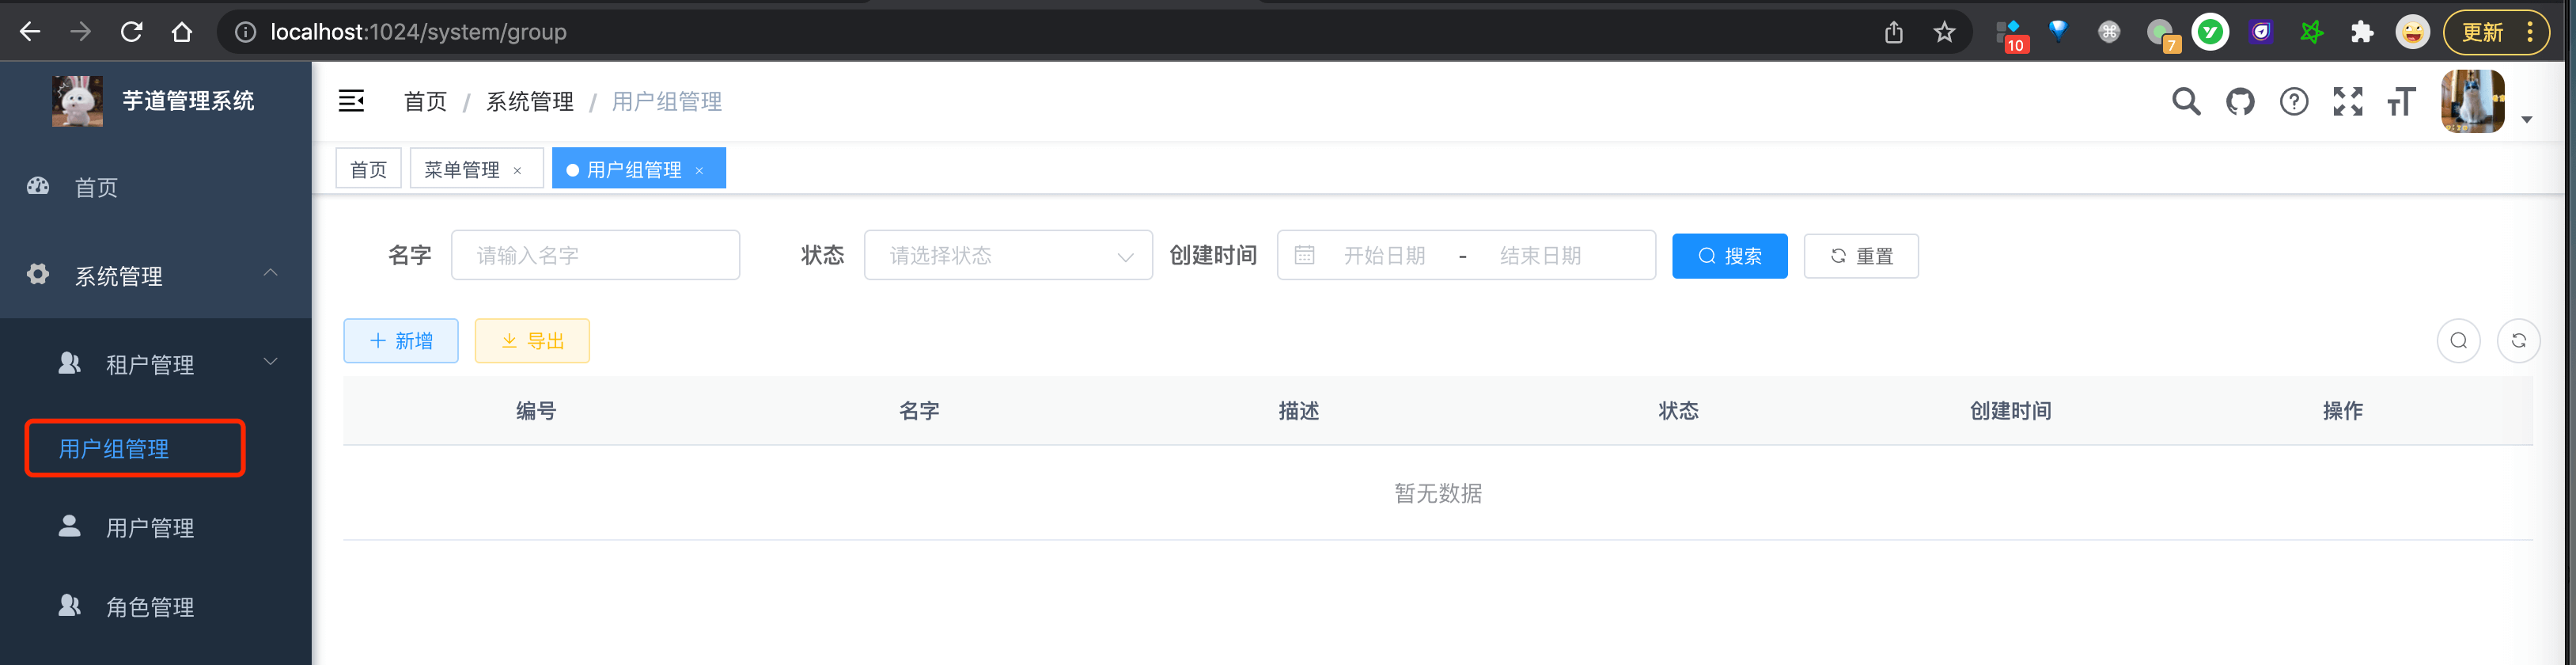 localhost:1024/system/group
10
7
更新
芋道管理系统
首页 / 系统管理 / 用户组管理
首页
菜单管理 ×
用户组管理 ×
首页
系统管理
租户管理
用户组管理
用户管理
角色管理
名字 请输入名字 状态 请选择状态 创建时间 开始日期 - 结束日期 搜索 重置
新增 导出
编号 名字 描述 状态 创建时间 操作
暂无数据